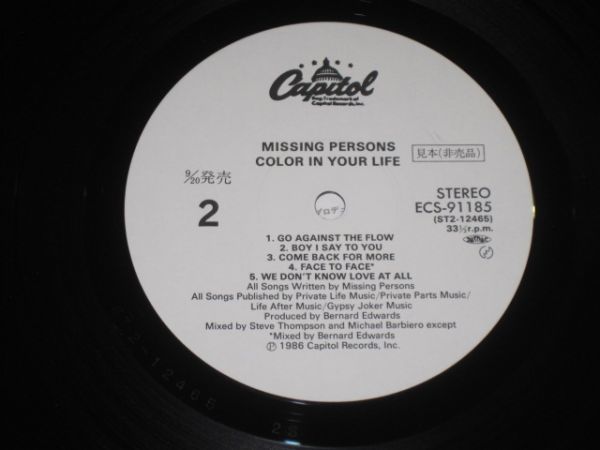 Capitol
Reg. Trademark of
Capitol Records, Inc.
MISSING PERSONS
COLOR IN YOUR LIFE
見本(非売品)
9/20発売
2
STEREO
ECS-91185
(ST2-12465)
33⅓r.p.m.
1. GO AGAINST THE FLOW
2. BOY I SAY TO YOU
3. COME BACK FOR MORE
4. FACE TO FACE*
5. WE DON'T KNOW LOVE AT ALL
All Songs Written by Missing Persons
All Songs Published by Private Life Music/Private Parts Music/
Life After Music/Gypsy Joker Music
Produced by Bernard Edwards
Mixed by Steve Thompson and Michael Barbiero except
*Mixed by Bernard Edwards
Ⓟ 1986 Capitol Records, Inc.
2-12465